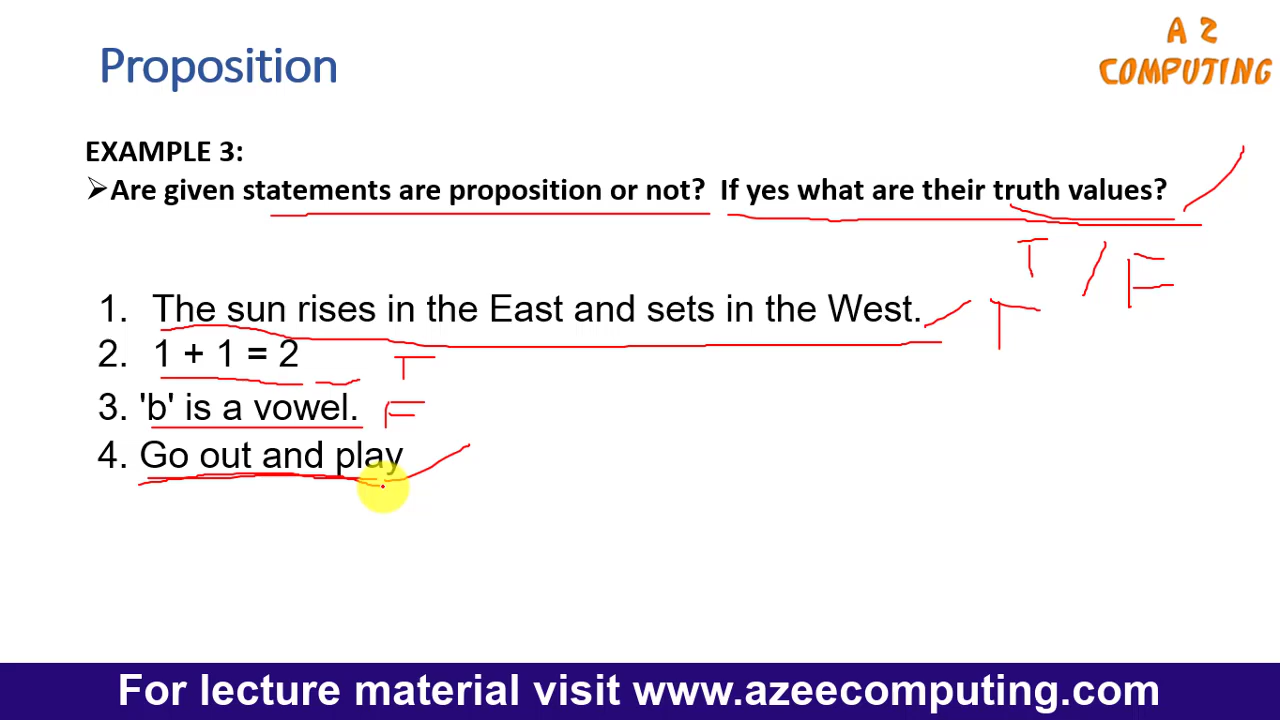 Proposition
A Z
COMPUTING
EXAMPLE 3:
➢Are given statements are proposition or not? If yes what are their truth values?
T / F
1. The sun rises in the East and sets in the West. T
2. 1 + 1 = 2 T
3. 'b' is a vowel. F
4. Go out and play
For lecture material visit www.azeecomputing.com